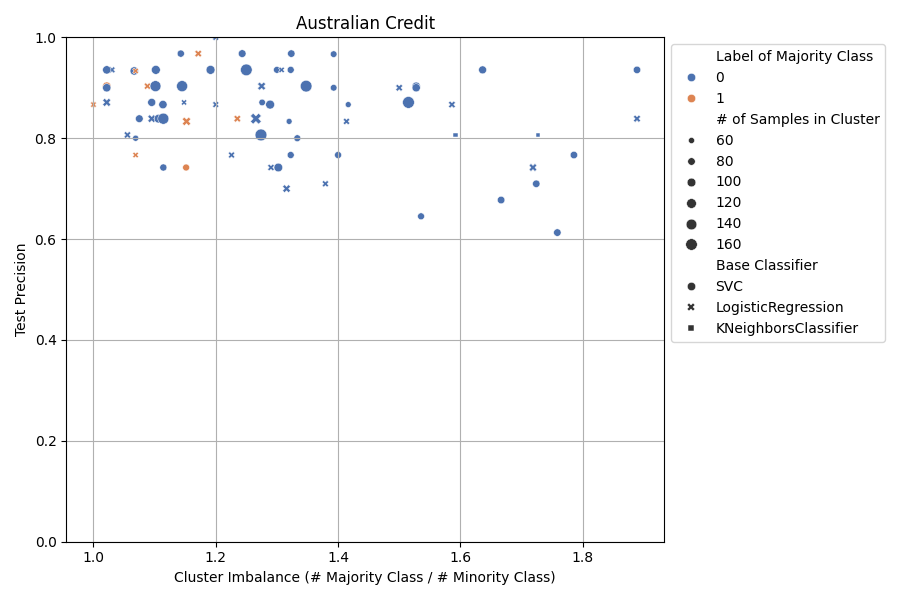 Australian Credit
1.0
0.8
0.6
0.4
0.2
0.0
Test Precision
1.0 1.2 1.4 1.6 1.8
Cluster Imbalance (# Majority Class / # Minority Class)
Label of Majority Class
0
1
# of Samples in Cluster
60
80
100
120
140
160
Base Classifier
SVC
LogisticRegression
KNeighborsClassifier